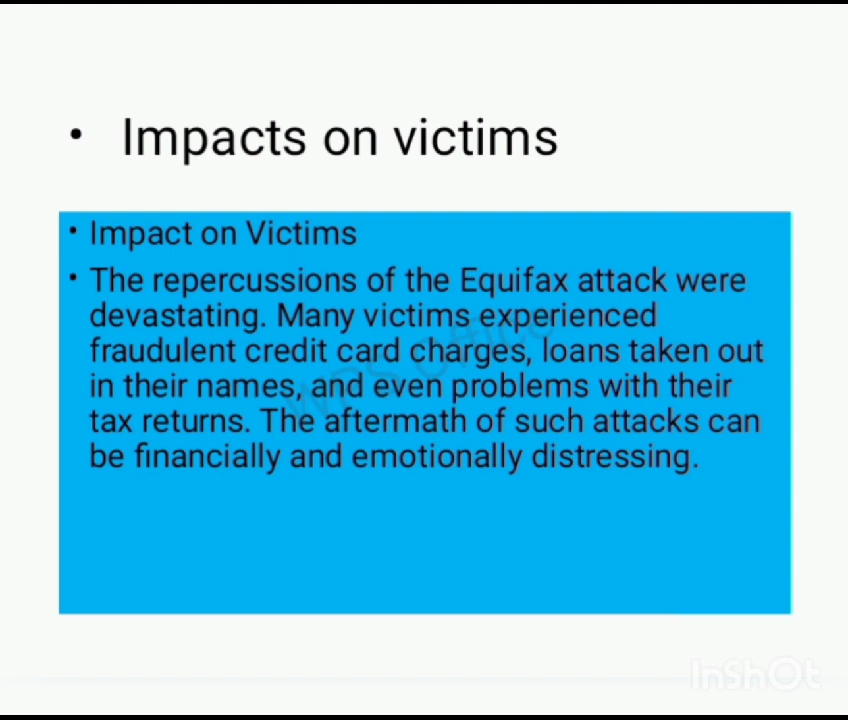 • Impacts on victims
• Impact on Victims
• The repercussions of the Equifax attack were
devastating. Many victims experienced
fraudulent credit card charges, loans taken out
in their names, and even problems with their
tax returns. The aftermath of such attacks can
be financially and emotionally distressing.
WPS Office
InShOt